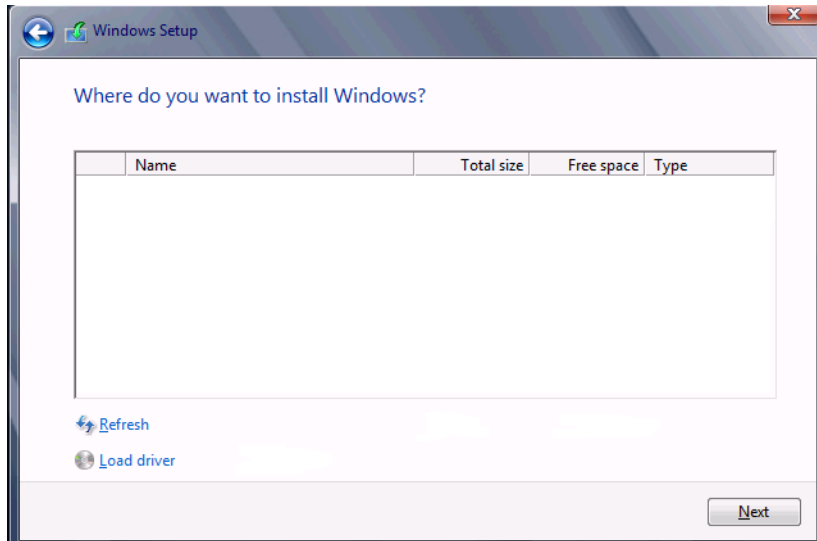 Windows Setup
Where do you want to install Windows?
Name Total size Free space Type
Refresh
Load driver
Next